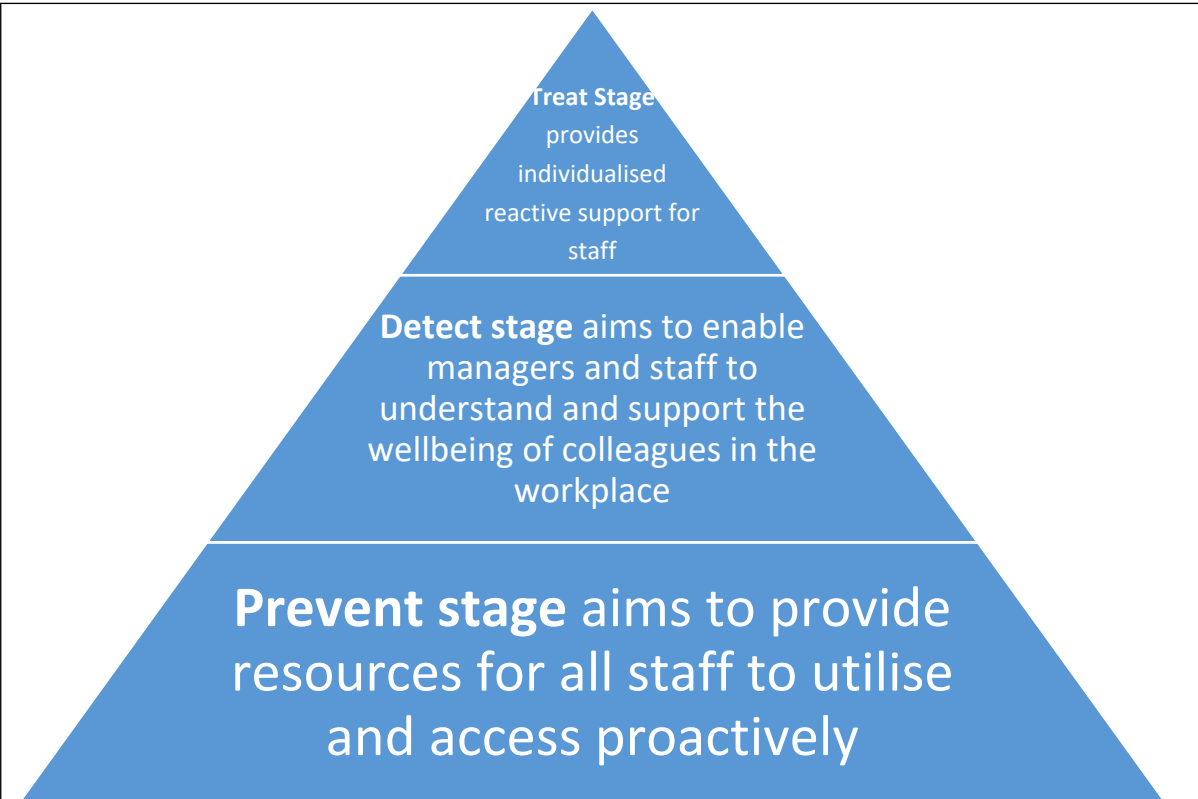 Treat Stage
provides
individualised
reactive support for
staff
Detect stage aims to enable
managers and staff to
understand and support the
wellbeing of colleagues in the
workplace
Prevent stage aims to provide
resources for all staff to utilise
and access proactively